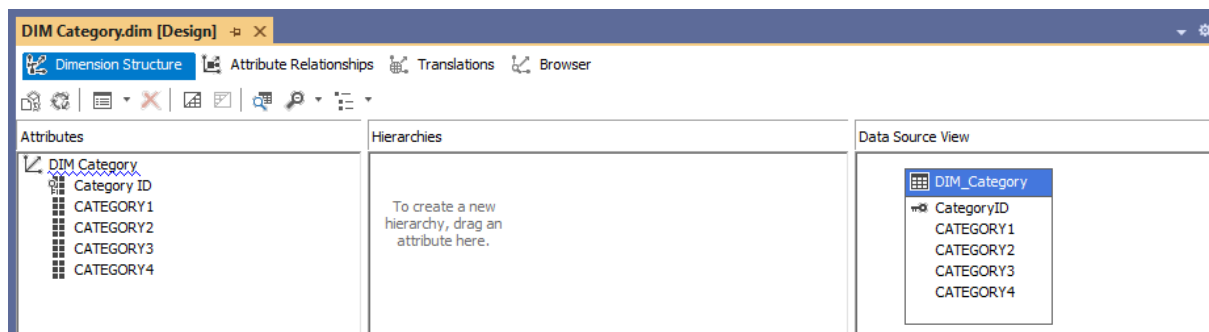 DIM Category.dim [Design]
Dimension Structure Attribute Relationships Translations Browser
Attributes
DIM Category
Category ID
CATEGORY1
CATEGORY2
CATEGORY3
CATEGORY4
Hierarchies
To create a new
hierarchy, drag an
attribute here.
Data Source View
DIM_Category
CategoryID
CATEGORY1
CATEGORY2
CATEGORY3
CATEGORY4